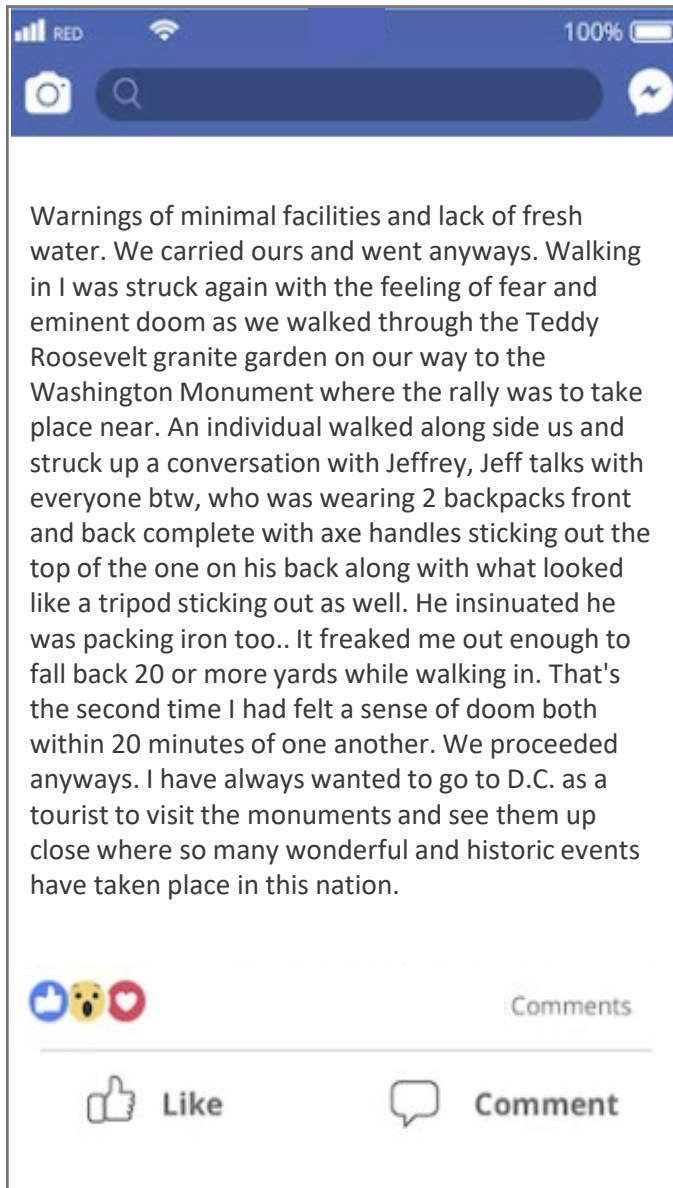 RED 100%
Warnings of minimal facilities and lack of fresh
water. We carried ours and went anyways. Walking
in I was struck again with the feeling of fear and
eminent doom as we walked through the Teddy
Roosevelt granite garden on our way to the
Washington Monument where the rally was to take
place near. An individual walked along side us and
struck up a conversation with Jeffrey, Jeff talks with
everyone btw, who was wearing 2 backpacks front
and back complete with axe handles sticking out the
top of the one on his back along with what looked
like a tripod sticking out as well. He insinuated he
was packing iron too.. It freaked me out enough to
fall back 20 or more yards while walking in. That's
the second time I had felt a sense of doom both
within 20 minutes of one another. We proceeded
anyways. I have always wanted to go to D.C. as a
tourist to visit the monuments and see them up
close where so many wonderful and historic events
have taken place in this nation.
Comments
Like Comment